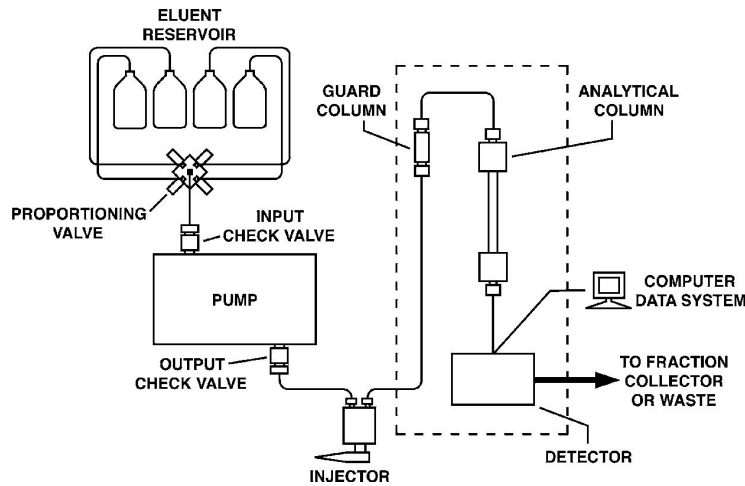 ELUENT
RESERVOIR
GUARD
COLUMN
ANALYTICAL
COLUMN
PROPORTIONING
VALVE
INPUT
CHECK VALVE
PUMP
COMPUTER
DATA SYSTEM
OUTPUT
CHECK VALVE
TO FRACTION
COLLECTOR
OR WASTE
DETECTOR
INJECTOR